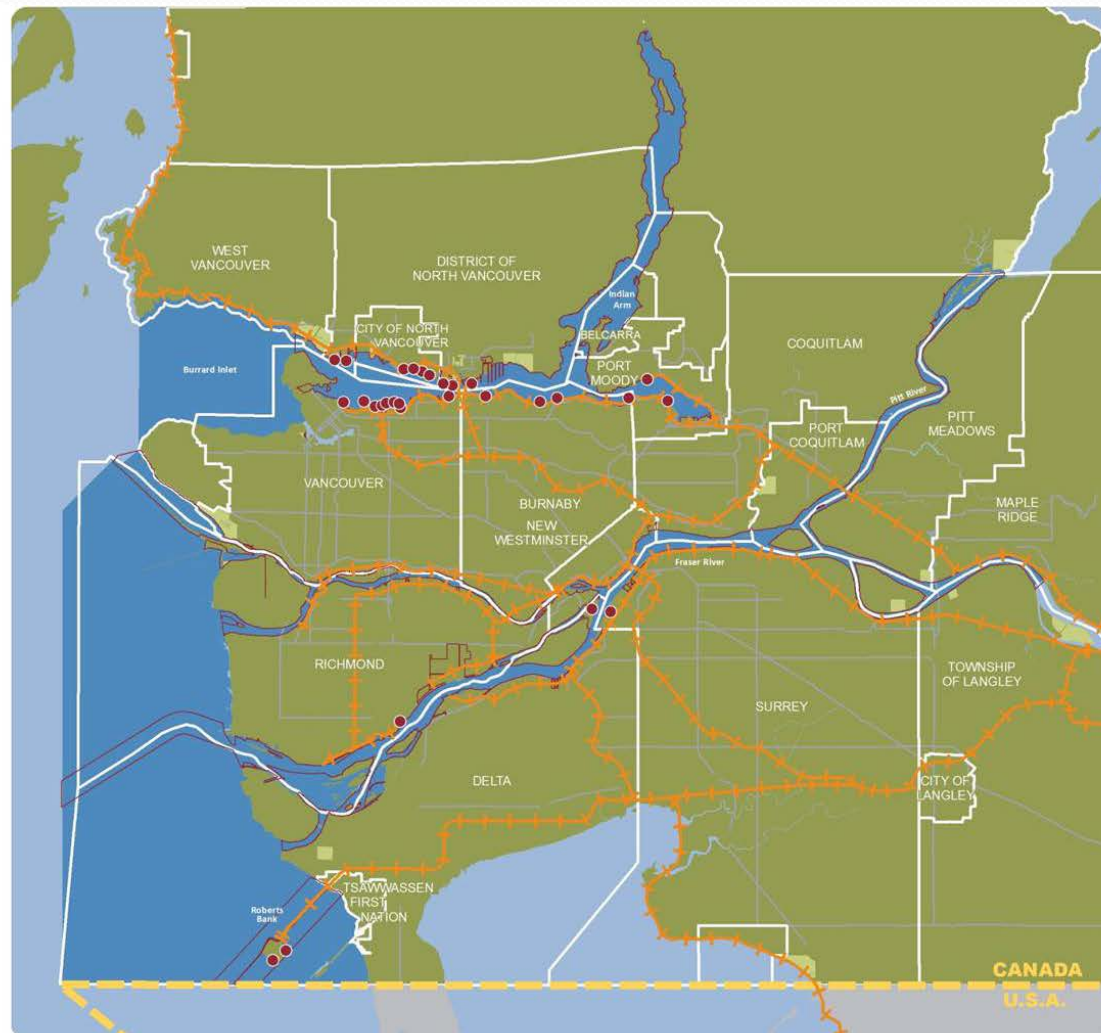 WEST
VANCOUVER
DISTRICT OF
NORTH VANCOUVER
Indian
Arm
CITY OF NORTH
VANCOUVER
BELCARRA
COQUITLAM
Burrard Inlet
PORT
MOODY
Pitt River
PITT
MEADOWS
PORT
COQUITLAM
VANCOUVER
BURNABY
NEW
WESTMINSTER
MAPLE
RIDGE
Fraser River
RICHMOND
TOWNSHIP
OF LANGLEY
SURREY
DELTA
CITY OF
LANGLEY
TSAWWASSEN
FIRST
NATION
Roberts
Bank
CANADA
U.S.A.